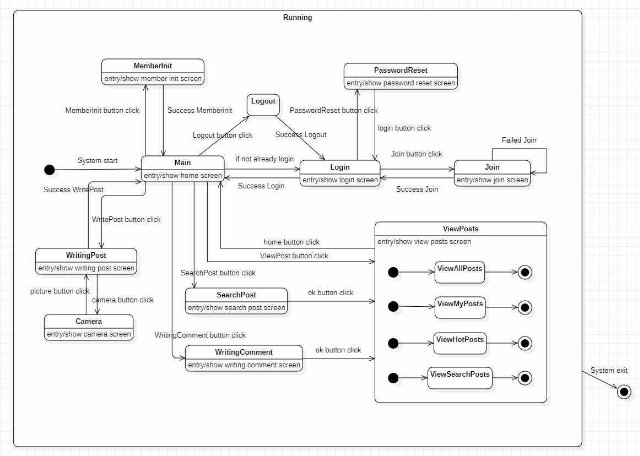 Running
MemberInit
entry/show member init screen
PasswordReset
entry/show password reset screen
Logout
MemberInit button click
Success Memberinit
PasswordReset button click
Logout button click
Success Logout
login button click
Failed Join
System start
Main
entry/show home screen
if not already login
Login
entry/show login screen
Join button click
Join
entry/show join screen
Success WritePost
Success Login
Success Join
WritePost button click
ViewPosts
entry/show view posts screen
home button click
ViewPost button click
WritingPost
entry/show writing post screen
SearchPost button click
ViewAllPosts
picture button click
camera button click
SearchPost
entry/show search post screen
ok button click
ViewMyPosts
Camera
entry/show camera screen
WritingComment button click
ViewHotPosts
WritingComment
entry/show writing comment screen
ok button click
ViewSearchPosts
System exit